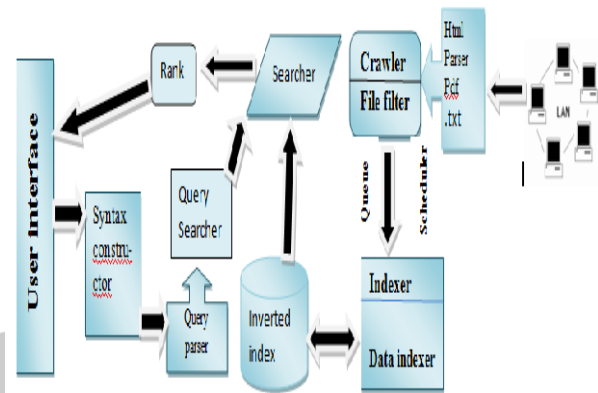 User interface
Rank
Searcher
Crawler
File filter
Html
Parser
Pdf
.txt
LAN
Syntax
constru-
ctor
Query
Searcher
Query
parser
Inverted
index
Queue
Scheduler
Indexer
Data indexer